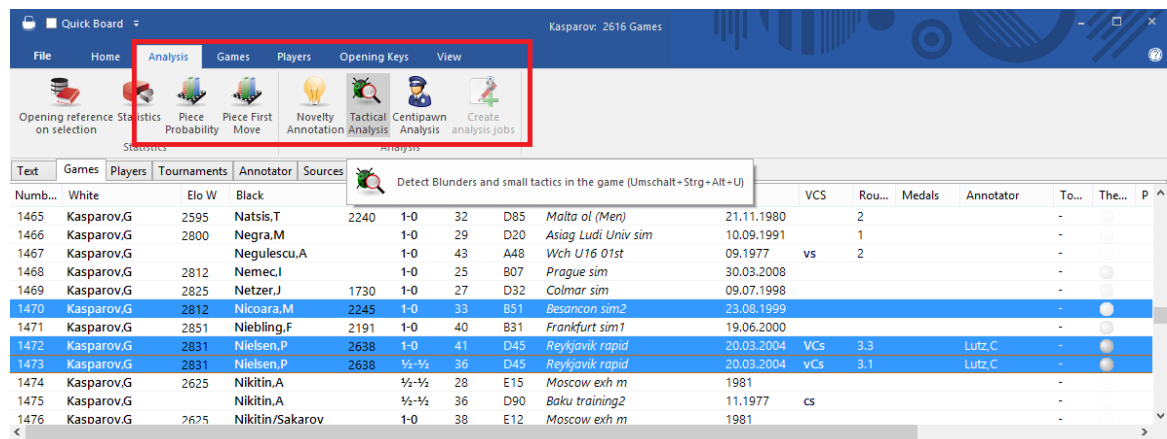 Quick Board
Kasparov: 2616 Games
File Home Analysis Games Players Opening Keys View
Opening reference on selection
Statistics
Piece Probability
Piece First Move
Novelty Annotation
Tactical Analysis
Centipawn Analysis
Create analysis jobs
Statistics
Text Games Players Tournaments Annotator Sources
Detect Blunders and small tactics in the game (Umschalt+Strg+Alt+U)
Numb... White Elo W Black VCS Rou... Medals Annotator To... The... P
1465 Kasparov,G 2595 Natsis,T 2240 1-0 32 D85 Malta ol (Men) 21.11.1980 2 -
1466 Kasparov,G 2800 Negra,M 1-0 29 D20 Asiag Ludi Univ sim 10.09.1991 1 -
1467 Kasparov,G Negulescu,A 1-0 43 A48 Wch U16 01st 09.1977 vs 2 -
1468 Kasparov,G 2812 Nemec,I 1-0 25 B07 Prague sim 30.03.2008 -
1469 Kasparov,G 2825 Netzer,J 1730 1-0 27 D32 Colmar sim 09.07.1998 -
1470 Kasparov,G 2812 Nicoara,M 2245 1-0 33 B51 Besancon sim2 23.08.1999 -
1471 Kasparov,G 2851 Niebling,F 2191 1-0 40 B31 Frankfurt sim1 19.06.2000 -
1472 Kasparov,G 2831 Nielsen,P 2638 1-0 41 D45 Reykjavik rapid 20.03.2004 VCs 3.3 Lutz,C -
1473 Kasparov,G 2831 Nielsen,P 2638 ½-½ 36 D45 Reykjavik rapid 20.03.2004 vCs 3.1 Lutz,C -
1474 Kasparov,G 2625 Nikitin,A ½-½ 28 E15 Moscow exh m 1981 -
1475 Kasparov,G Nikitin,A ½-½ 36 D90 Baku training2 11.1977 cs -
1476 Kasparov,G 2625 Nikitin/Sakarov 1-0 38 E12 Moscow exh m 1981 -